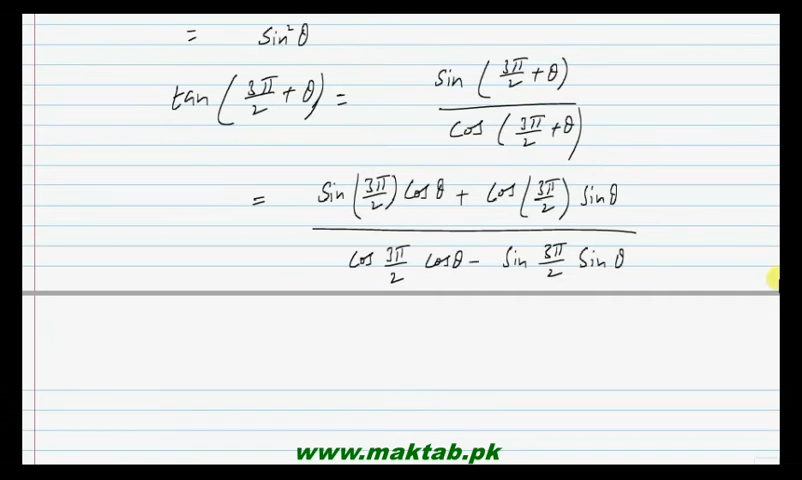 = sin²θ
tan(3π/2 + θ) = sin(3π/2 + θ) / cos(3π/2 + θ)
= sin(3π/2) cosθ + cos(3π/2) sinθ / cos 3π/2 cosθ - sin 3π/2 sinθ
www.maktab.pk